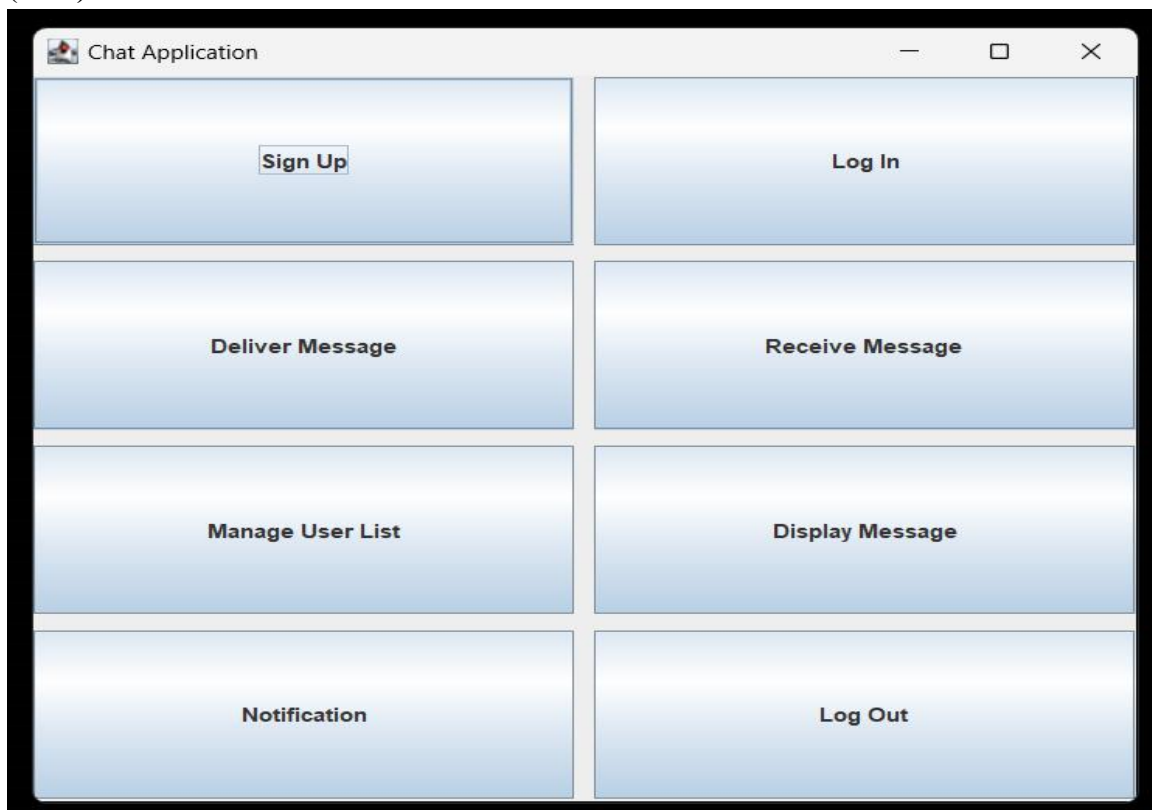 Chat Application
Sign Up
Log In
Deliver Message
Receive Message
Manage User List
Display Message
Notification
Log Out